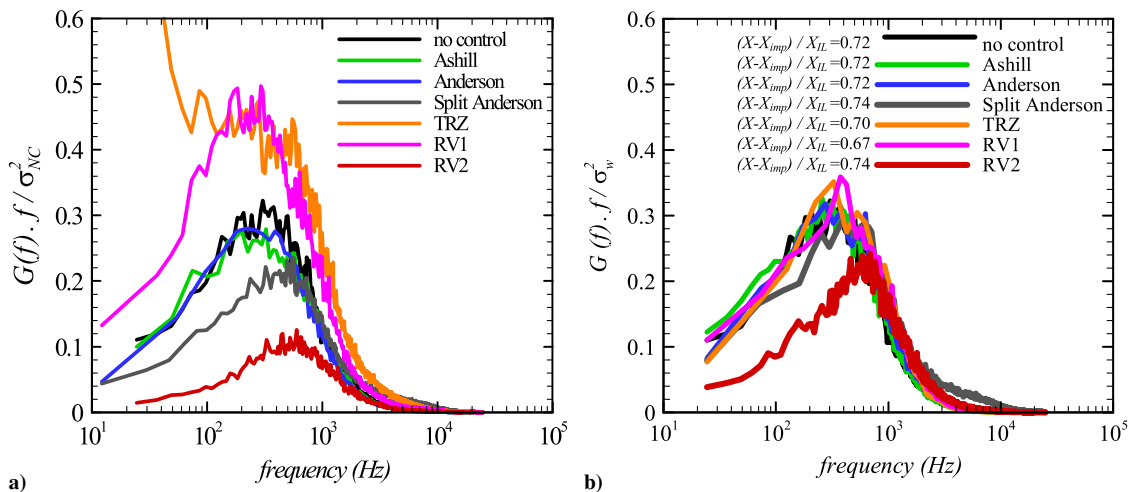 0.6
0.5
0.4
0.3
0.2
0.1
0
G(f). f / σ²NC
no control
Ashill
Anderson
Split Anderson
TRZ
RV1
RV2
10¹ 10² 10³ 10⁴ 10⁵
frequency (Hz)
a)
0.6
0.5
0.4
0.3
0.2
0.1
0
G (f). f / σ²w
(X-Ximp) / XIL=0.72 no control
(X-Ximp) / XIL=0.72 Ashill
(X-Ximp) / XIL=0.72 Anderson
(X-Ximp) / XIL=0.74 Split Anderson
(X-Ximp) / XIL=0.70 TRZ
(X-Ximp) / XIL=0.67 RV1
(X-Ximp) / XIL=0.74 RV2
10¹ 10² 10³ 10⁴ 10⁵
frequency (Hz)
b)